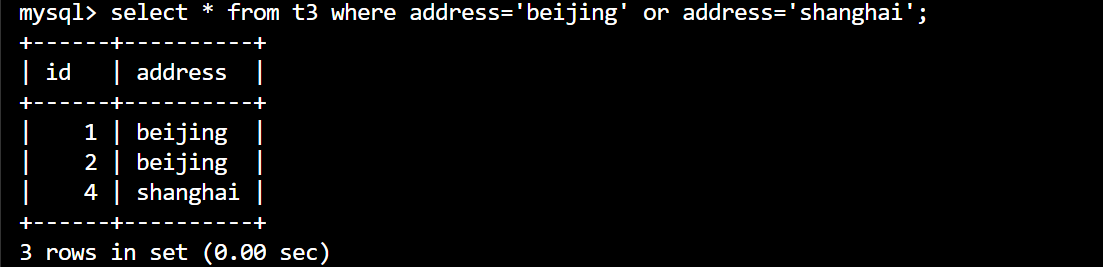 mysql> select * from t3 where address='beijing' or address='shanghai';
+------+----------+
| id   | address  |
+------+----------+
|    1 | beijing  |
|    2 | beijing  |
|    4 | shanghai |
+------+----------+
3 rows in set (0.00 sec)